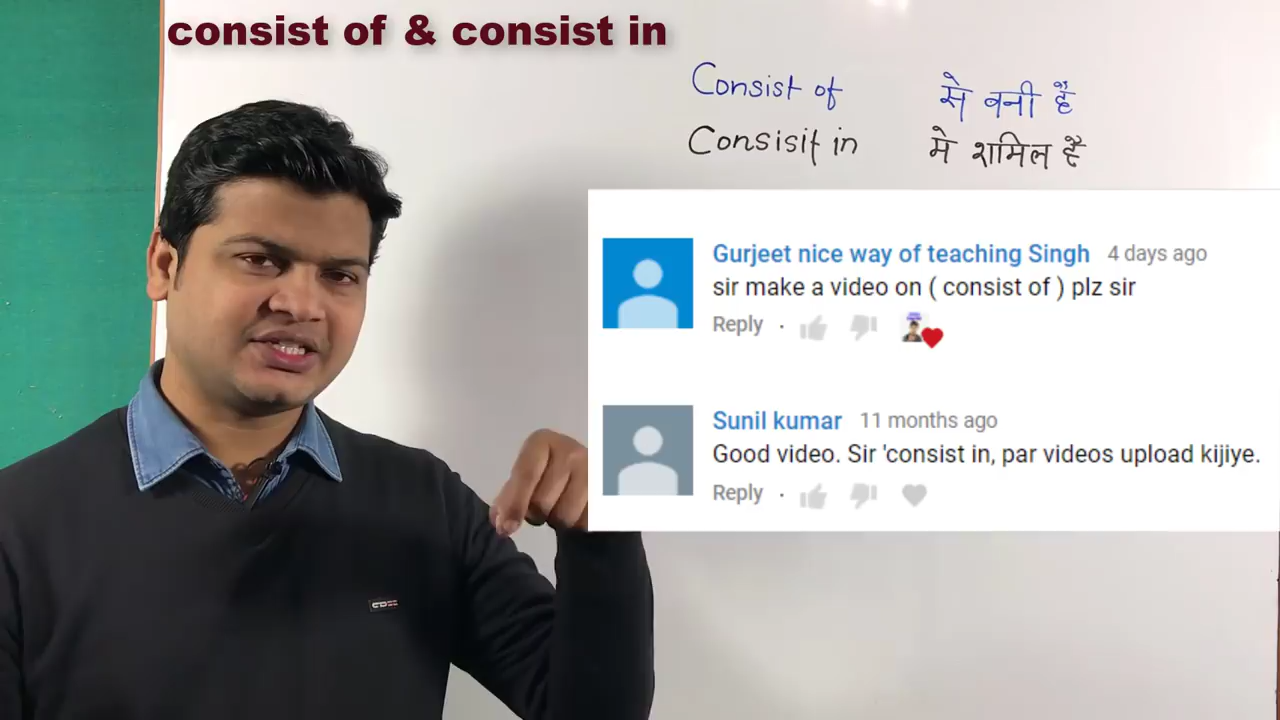 consist of & consist in
Consist of से बनी है
Consisit in मे शामिल है
Gurjeet nice way of teaching Singh 4 days ago
sir make a video on ( consist of ) plz sir
Reply
Sunil kumar 11 months ago
Good video. Sir 'consist in, par videos upload kijiye.
Reply